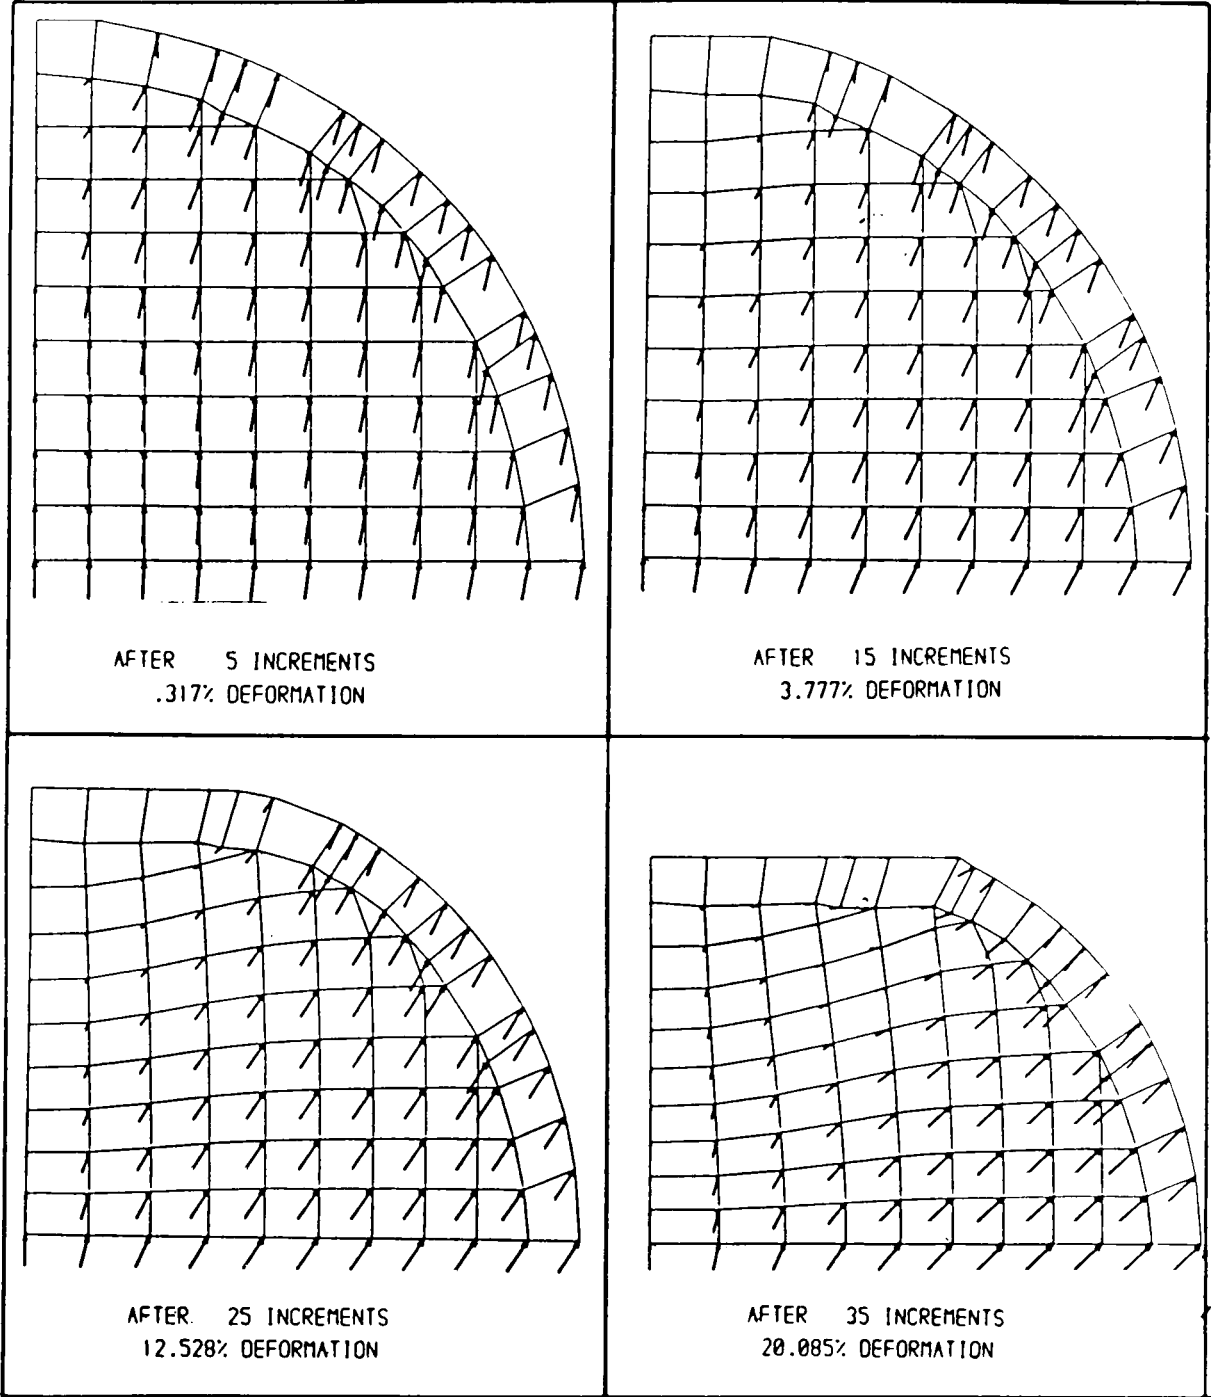 AFTER 5 INCREMENTS
.317% DEFORMATION
AFTER 15 INCREMENTS
3.777% DEFORMATION
AFTER. 25 INCREMENTS
12.528% DEFORMATION
AFTER 35 INCREMENTS
20.085% DEFORMATION